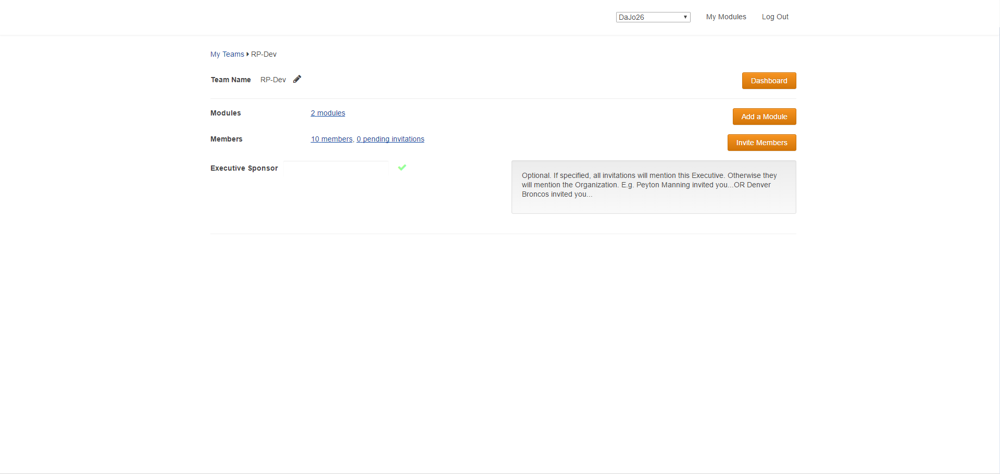 DaJo26 My Modules Log Out
My Teams RP-Dev
Team Name RP-Dev Dashboard
Modules 2 modules Add a Module
Members 10 members, 0 pending invitations Invite Members
Executive Sponsor
Optional. If specified, all invitations will mention this Executive. Otherwise they
will mention the Organization. E.g. Peyton Manning invited you...OR Denver
Broncos invited you...